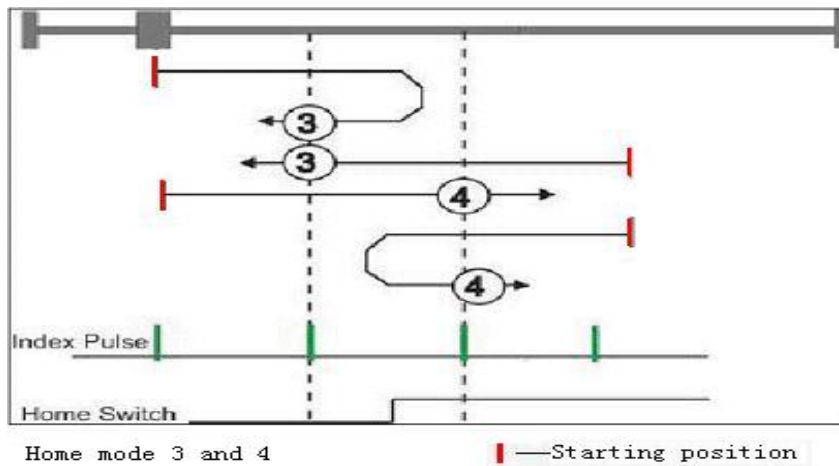 3
3
4
4
Index Pulse
Home Switch
Home mode 3 and 4
—Starting position